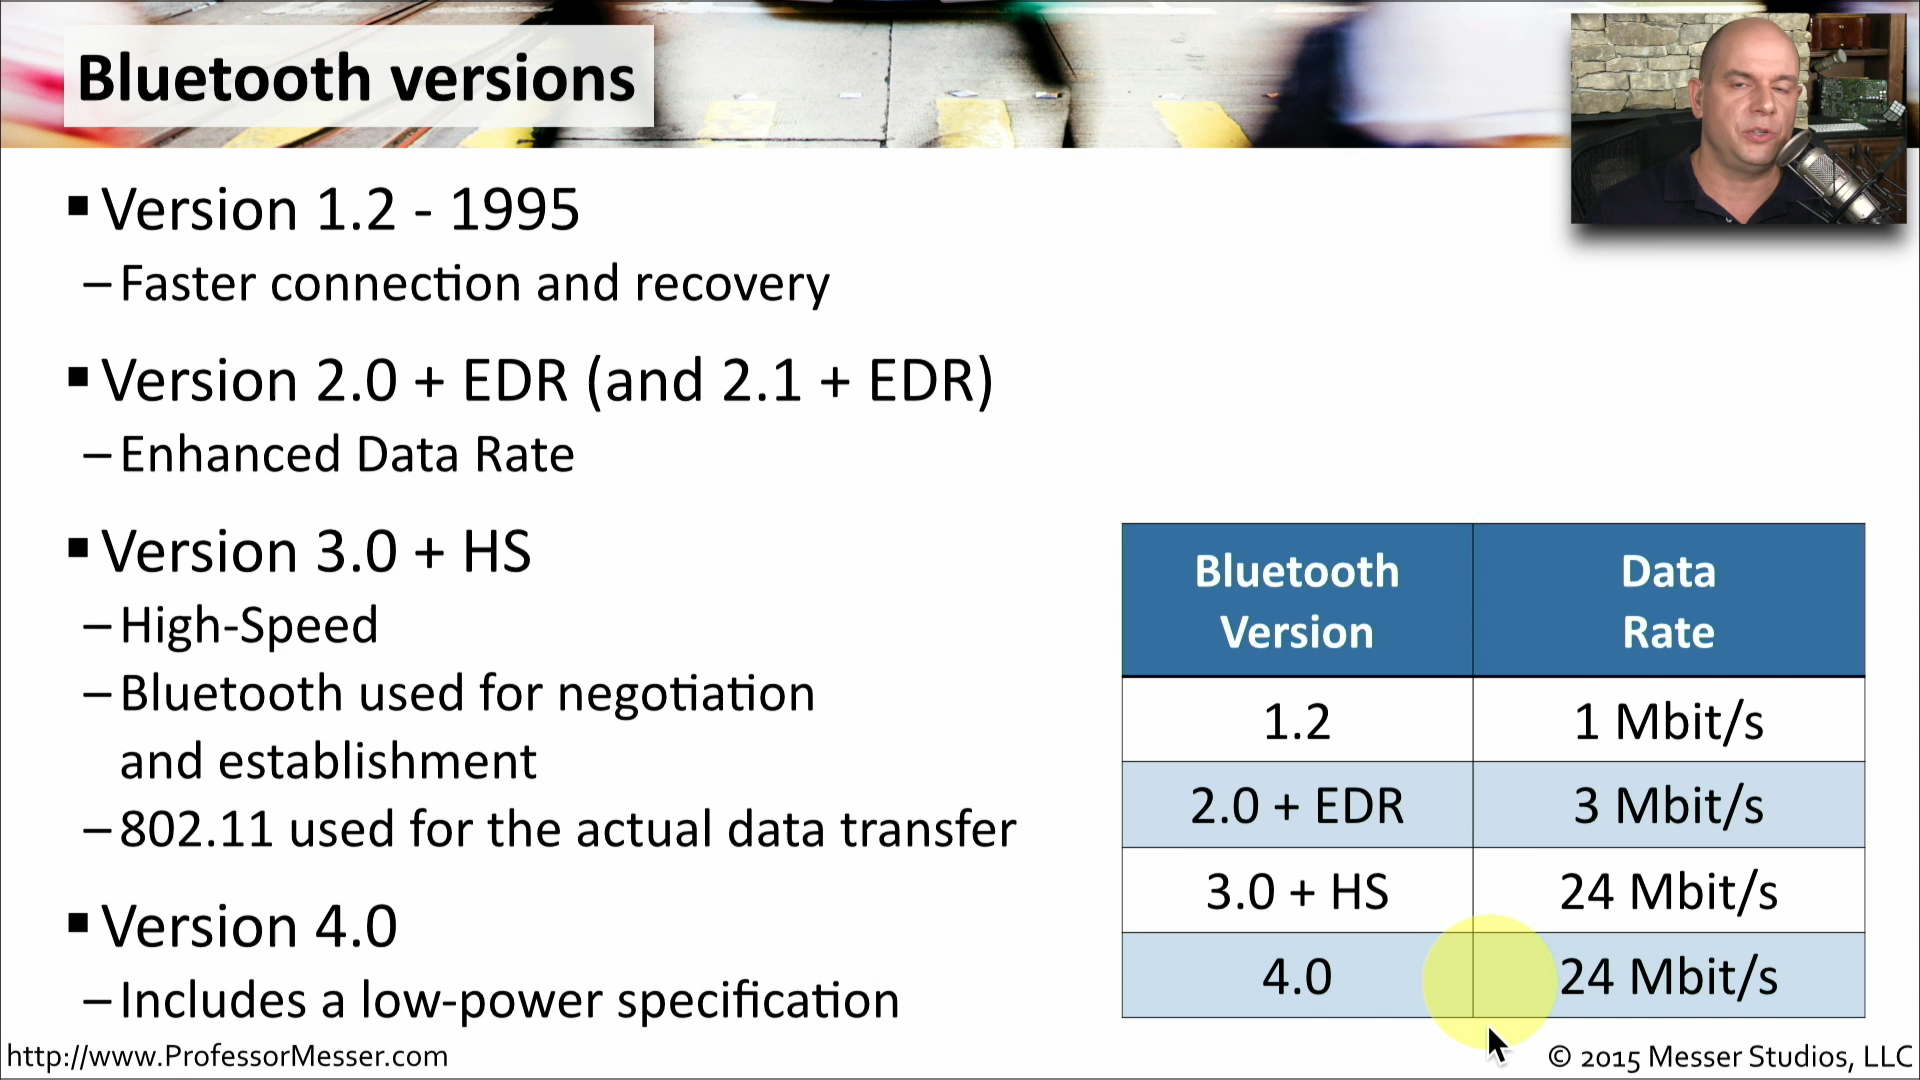 Bluetooth versions
▪ Version 1.2 - 1995
– Faster connection and recovery
▪ Version 2.0 + EDR (and 2.1 + EDR)
– Enhanced Data Rate
▪ Version 3.0 + HS
– High-Speed
– Bluetooth used for negotiation
and establishment
– 802.11 used for the actual data transfer
▪ Version 4.0
– Includes a low-power specification
Bluetooth Version | Data Rate
1.2 | 1 Mbit/s
2.0 + EDR | 3 Mbit/s
3.0 + HS | 24 Mbit/s
4.0 | 24 Mbit/s
http://www.ProfessorMesser.com
© 2015 Messer Studios, LLC